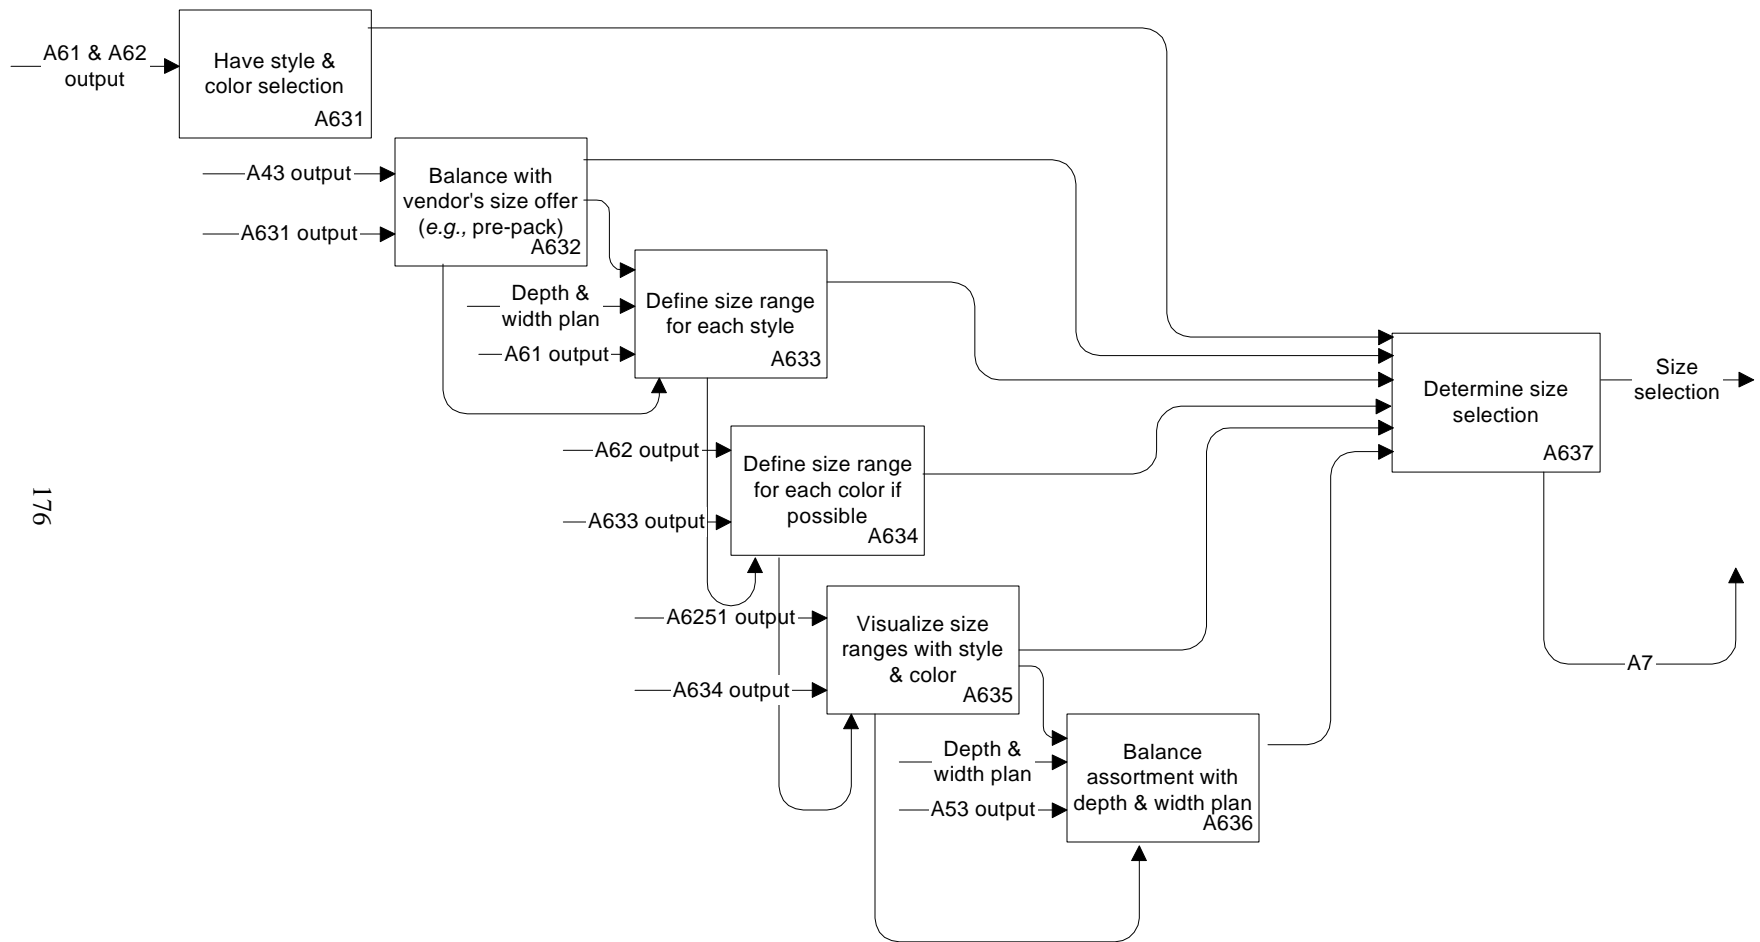 A61 & A62
output
Have style &
color selection
A631
A43 output
A631 output
Balance with
vendor's size offer
(e.g., pre-pack)
A632
Depth &
width plan
A61 output
Define size range
for each style
A633
A62 output
A633 output
Define size range
for each color if
possible
A634
A6251 output
A634 output
Visualize size
ranges with style
& color
A635
Depth &
width plan
A53 output
Balance
assortment with
depth & width plan
A636
Determine size
selection
A637
Size
selection
A7
176